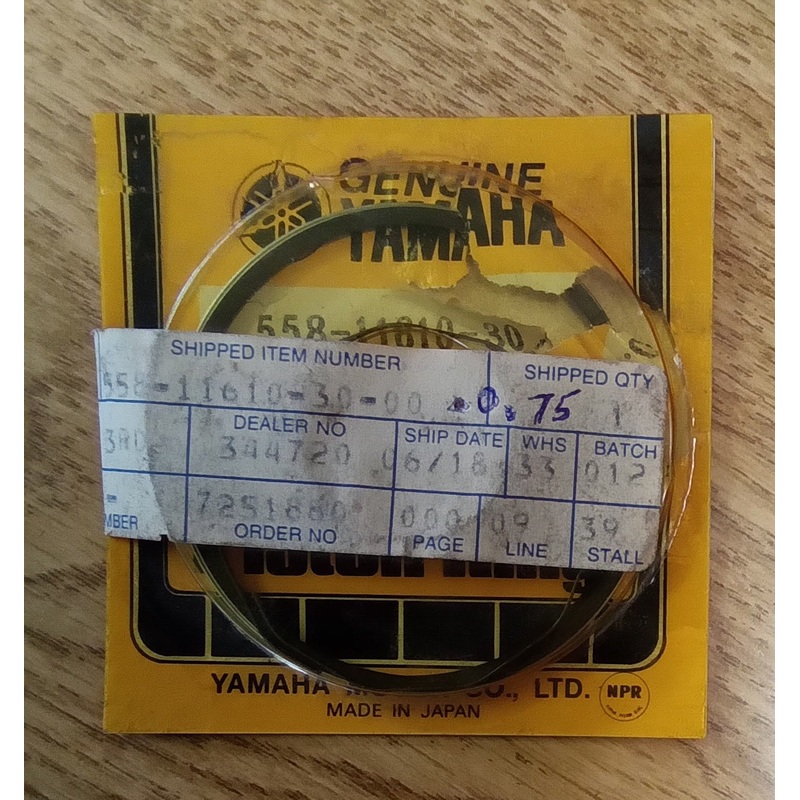 GENUINE
YAMAHA
558-11610-30
SHIPPED ITEM NUMBER
SHIPPED QTY
558-11610-30-00
0.75
1
DEALER NO
SHIP DATE
WHS
BATCH
344720
06/18
33
012
7251880
000
09
39
ORDER NO
PAGE
LINE
STALL
YAMAHA CO., LTD.
NPR
MADE IN JAPAN